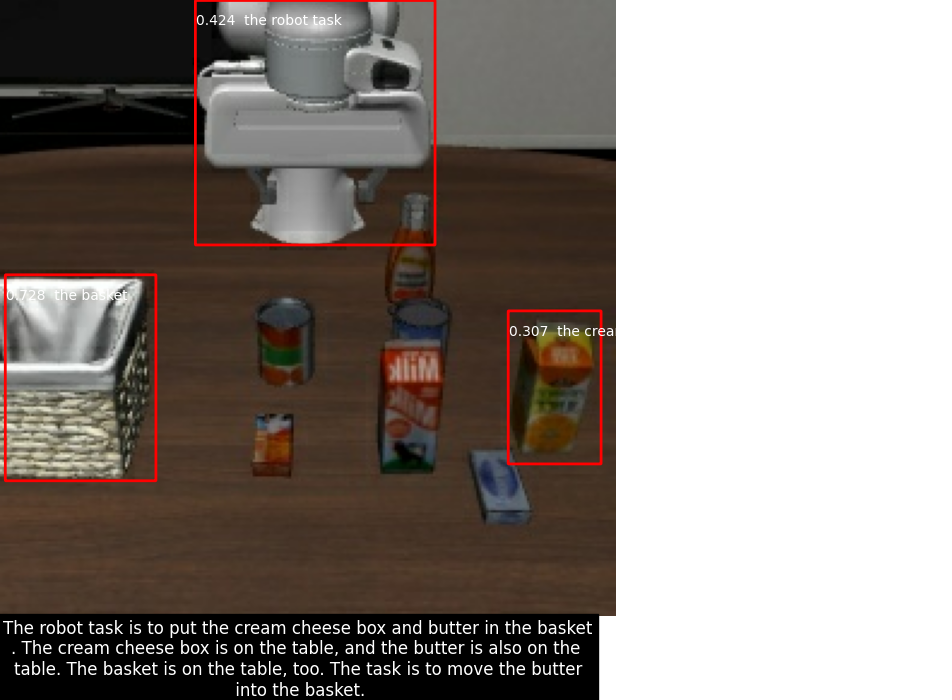 0.424 the robot task
0.728 the basket
0.307 the crea
Milk
The robot task is to put the cream cheese box and butter in the basket
. The cream cheese box is on the table, and the butter is also on the
table. The basket is on the table, too. The task is to move the butter
into the basket.